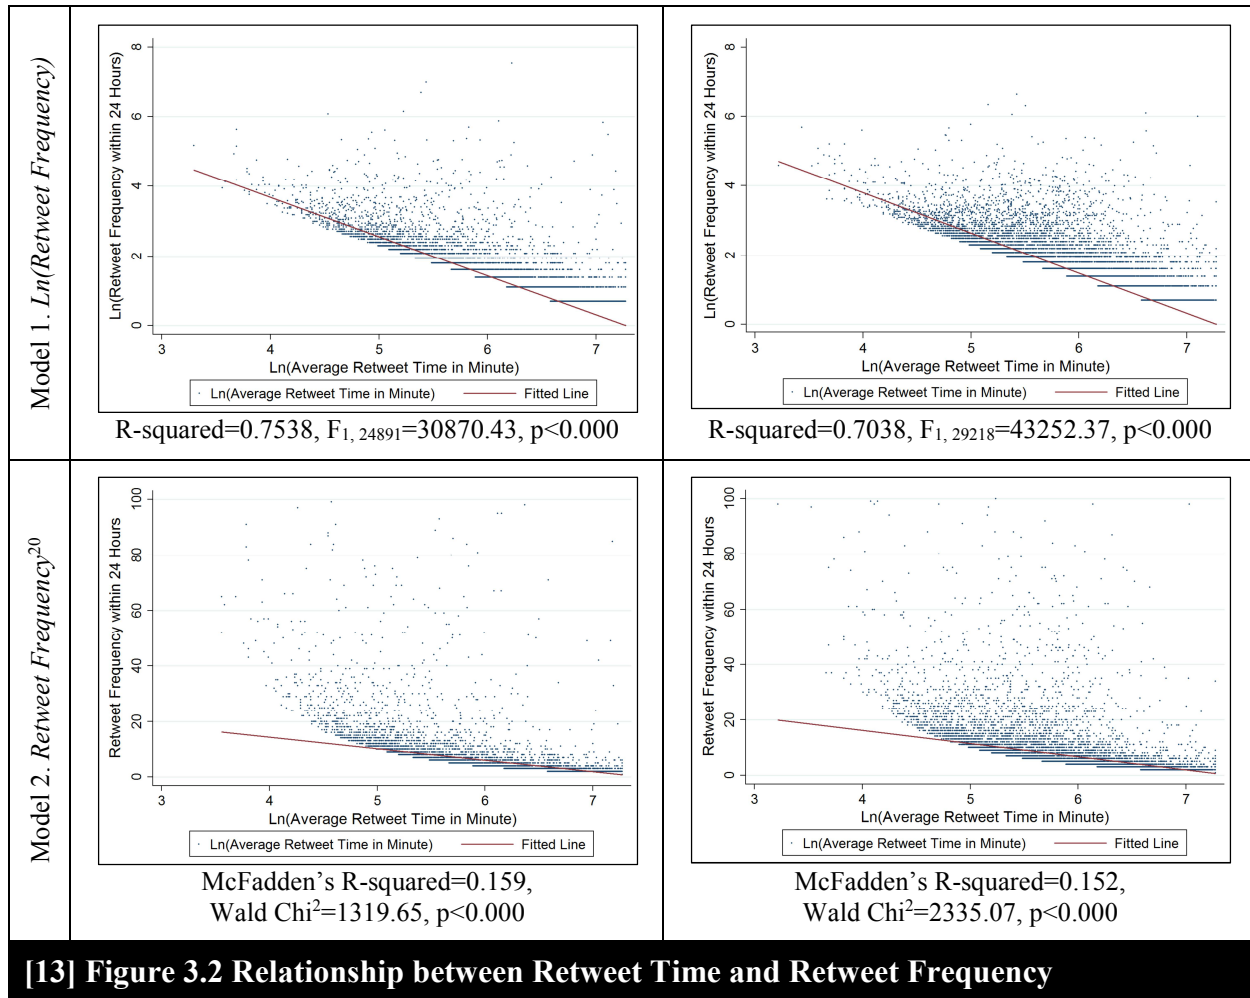 Model 1. Ln(Retweet Frequency)
Ln(Retweet Frequency within 24 Hours)
8
6
4
2
0
3 4 5 6 7
Ln(Average Retweet Time in Minute)
Ln(Average Retweet Time in Minute) Fitted Line
R-squared=0.7538, F1, 24891=30870.43, p<0.000
Ln(Retweet Frequency within 24 Hours)
8
6
4
2
0
3 4 5 6 7
Ln(Average Retweet Time in Minute)
Ln(Average Retweet Time in Minute) Fitted Line
R-squared=0.7038, F1, 29218=43252.37, p<0.000
Model 2. Retweet Frequency20
Retweet Frequency within 24 Hours
100
80
60
40
20
0
3 4 5 6 7
Ln(Average Retweet Time in Minute)
Ln(Average Retweet Time in Minute) Fitted Line
McFadden’s R-squared=0.159,
Wald Chi2=1319.65, p<0.000
Retweet Frequency within 24 Hours
100
80
60
40
20
0
3 4 5 6 7
Ln(Average Retweet Time in Minute)
Ln(Average Retweet Time in Minute) Fitted Line
McFadden’s R-squared=0.152,
Wald Chi2=2335.07, p<0.000
[13] Figure 3.2 Relationship between Retweet Time and Retweet Frequency